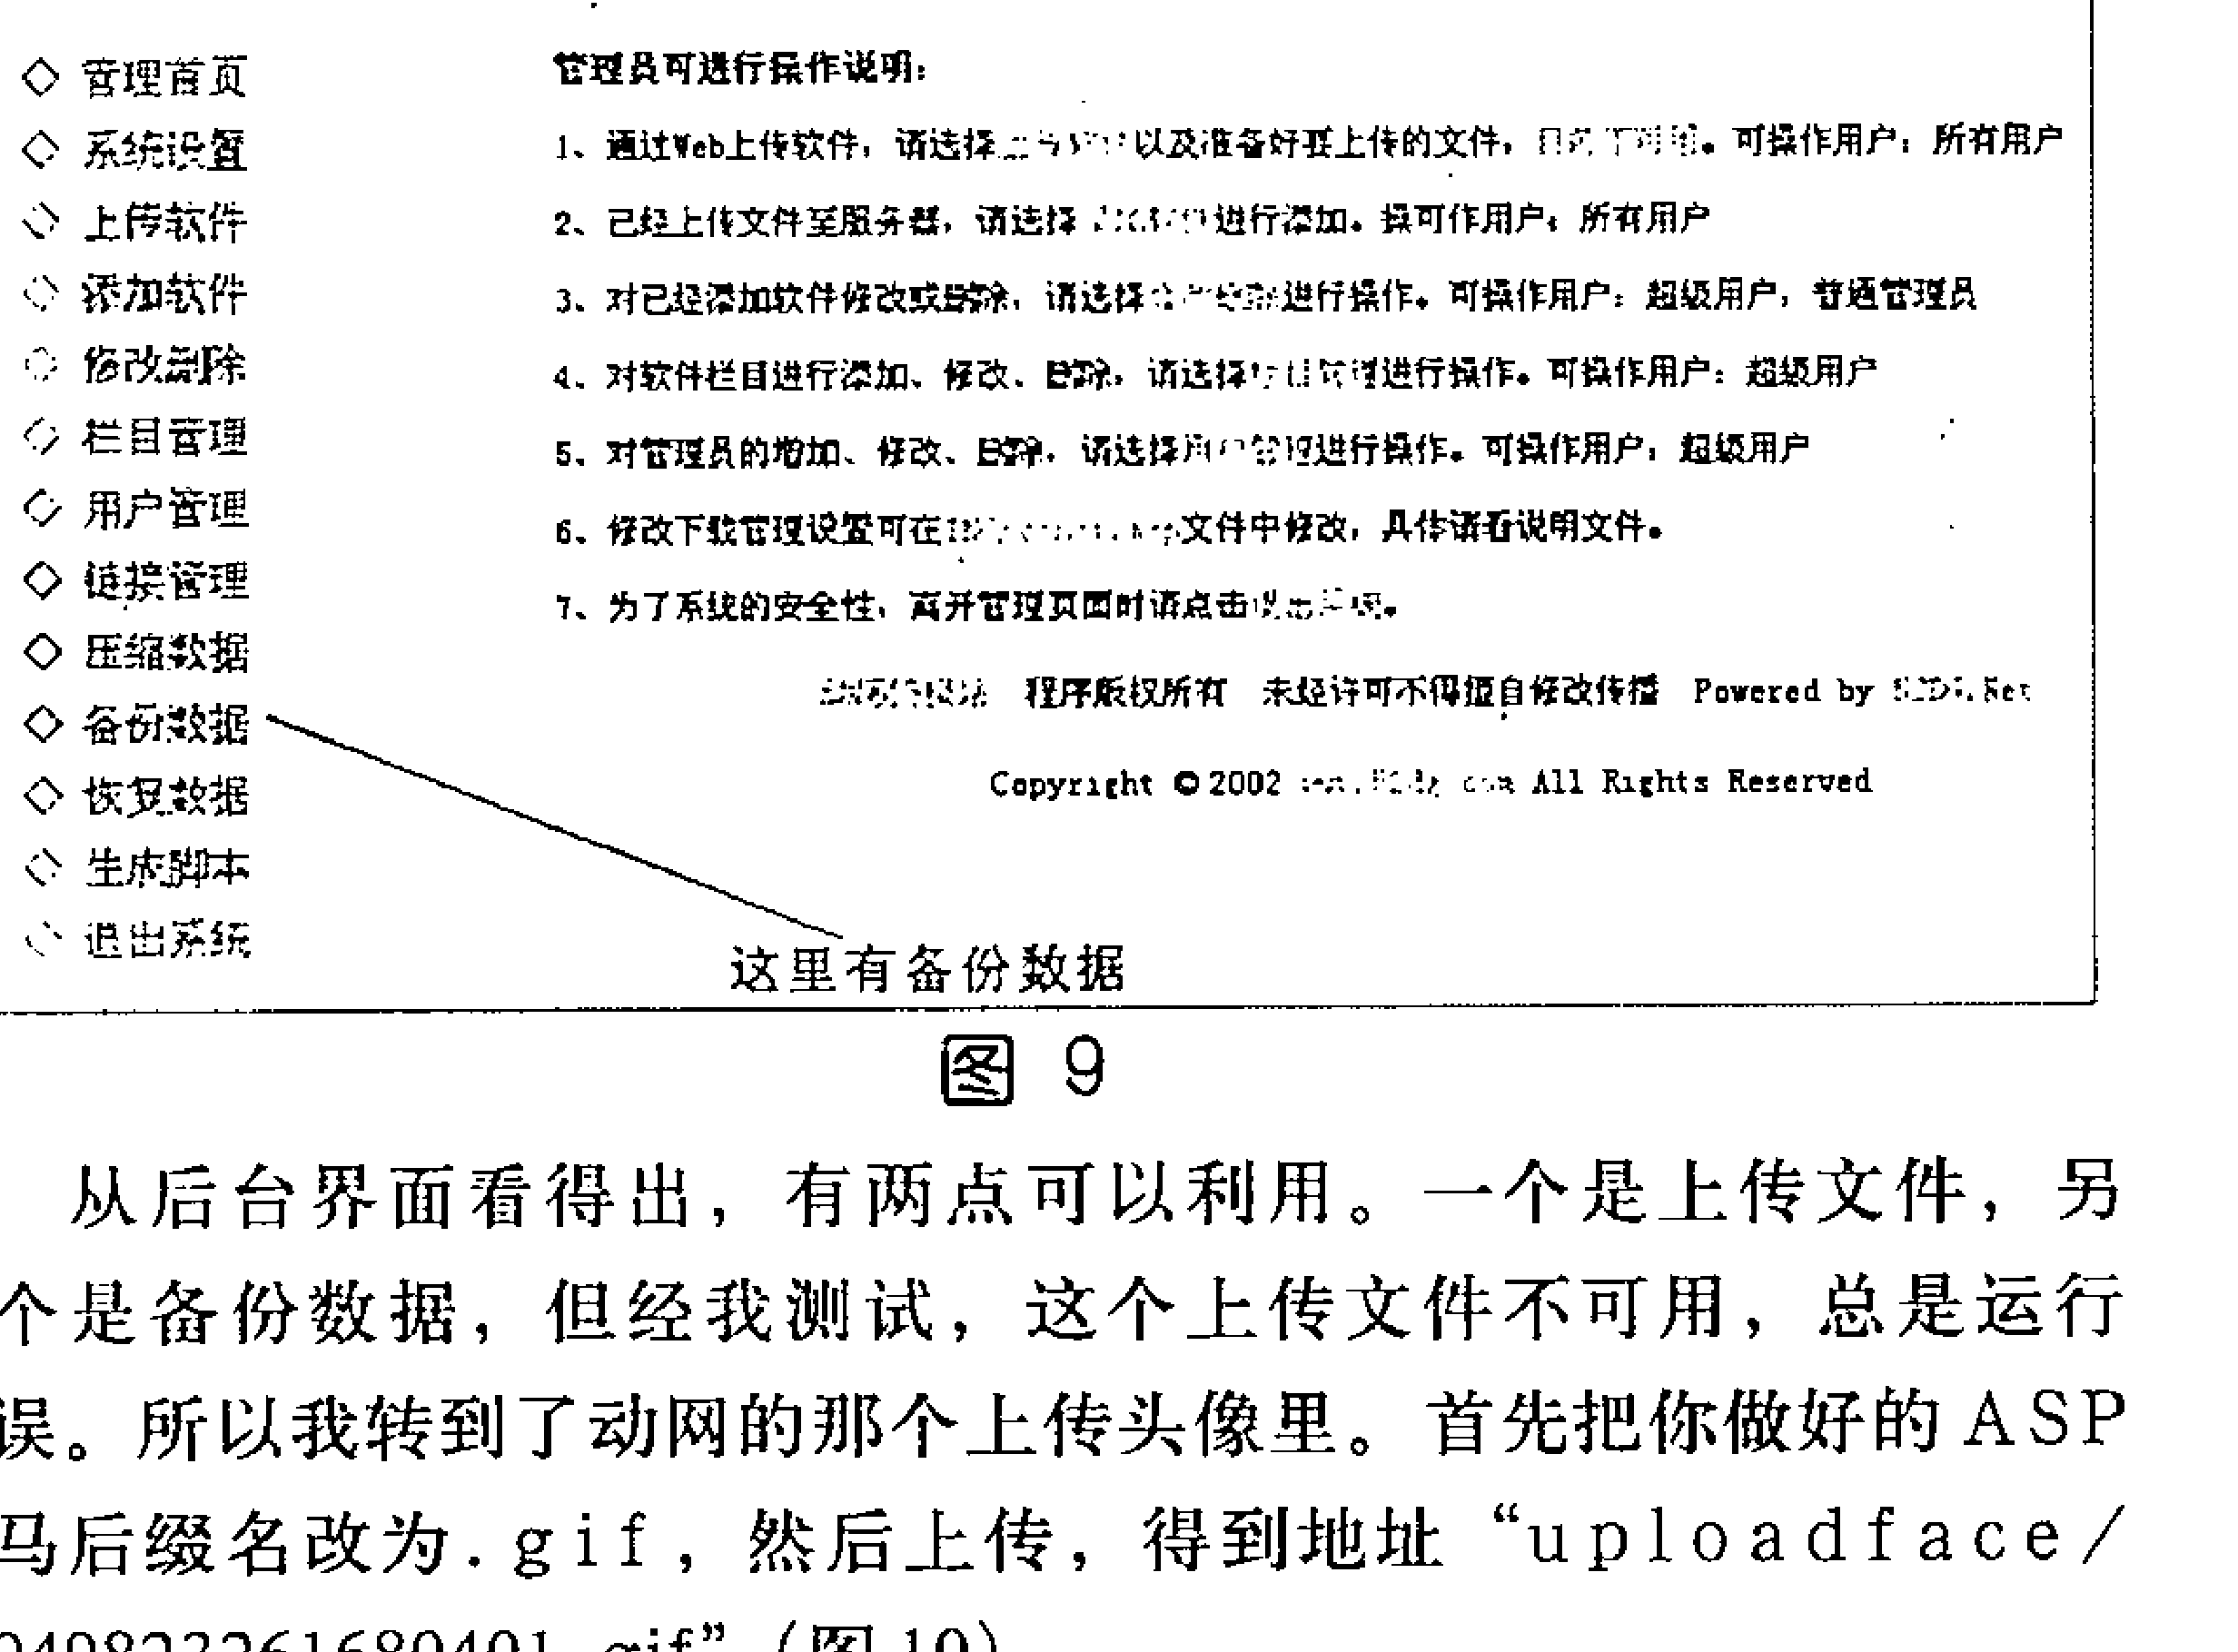 ◇ 管理首页
◇ 系统设置
◇ 上传软件
◇ 添加软件
◇ 修改删除
◇ 栏目管理
◇ 用户管理
◇ 链接管理
◇ 压缩数据
◇ 备份数据
◇ 恢复数据
◇ 生成脚本
◇ 退出系统
管理员可进行操作说明:
1、通过Web上传软件,请选择以及准备好要上传的文件,。可操作用户:所有用户
2、已经上传文件至服务器,请选择进行添加。操可作用户:所有用户
3、对已经添加软件修改或删除,请选择进行操作。可操作用户:超级用户,普通管理员
4、对软件栏目进行添加、修改、删除,请选择栏目管理进行操作。可操作用户:超级用户
5、对管理员的增加、修改、删除,请选择用户管理进行操作。可操作用户:超级用户
6、修改下载管理设置可在文件中修改,具体请看说明文件。
7、为了系统的安全性,离开管理页面时请点击退出。
程序版权所有 未经许可不得擅自修改传播 Powered by
Copyright © 2002 All Rights Reserved
这里有备份数据
图 9
从后台界面看得出,有两点可以利用。一个是上传文件,另
个是备份数据,但经我测试,这个上传文件不可用,总是运行
误。所以我转到了动网的那个上传头像里。首先把你做好的ASP
马后缀名改为.gif,然后上传,得到地址“uploadface/
gif”(图10)